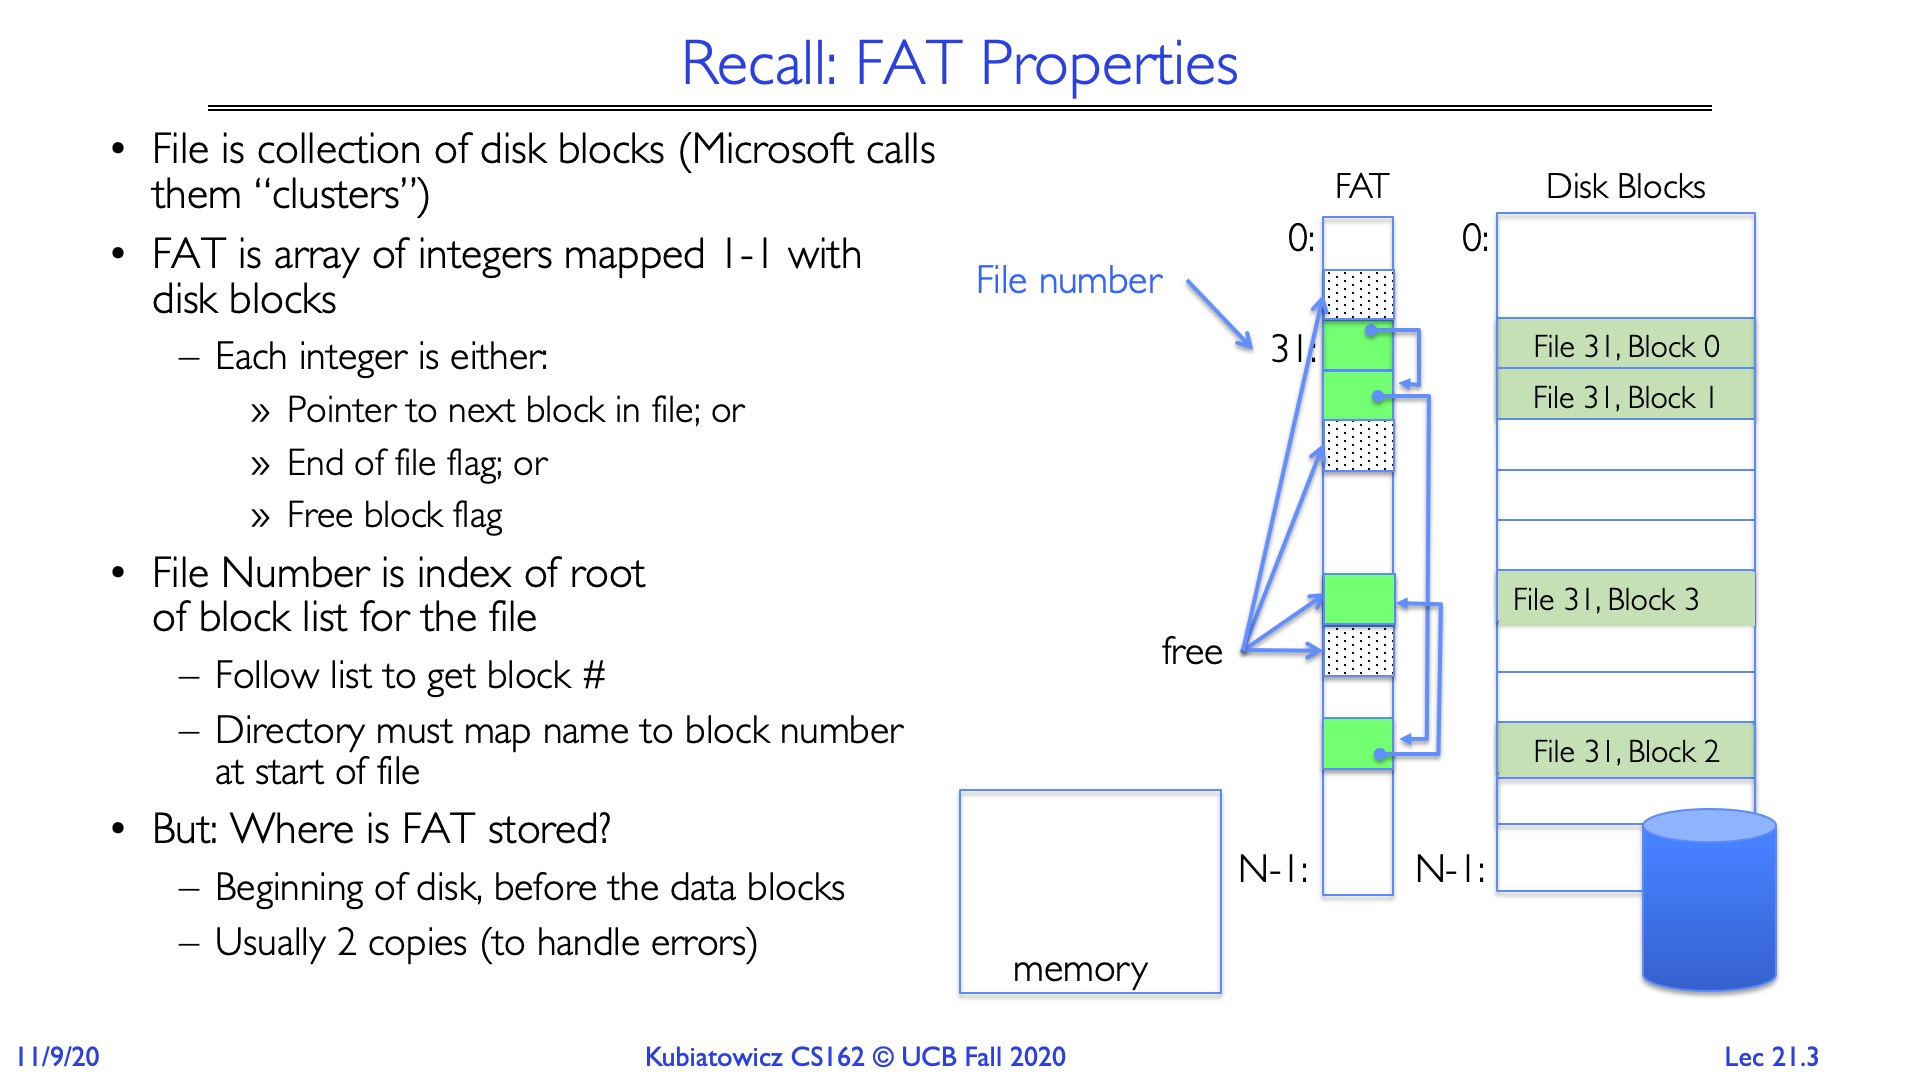 Recall: FAT Properties
• File is collection of disk blocks (Microsoft calls
them “clusters”)
• FAT is array of integers mapped 1-1 with
disk blocks
– Each integer is either:
» Pointer to next block in file; or
» End of file flag; or
» Free block flag
• File Number is index of root
of block list for the file
– Follow list to get block #
– Directory must map name to block number
at start of file
• But: Where is FAT stored?
– Beginning of disk, before the data blocks
– Usually 2 copies (to handle errors)
FAT
Disk Blocks
0:
0:
File number
31:
File 31, Block 0
File 31, Block 1
File 31, Block 3
free
File 31, Block 2
N-1:
N-1:
memory
11/9/20
Kubiatowicz CS162 © UCB Fall 2020
Lec 21.3